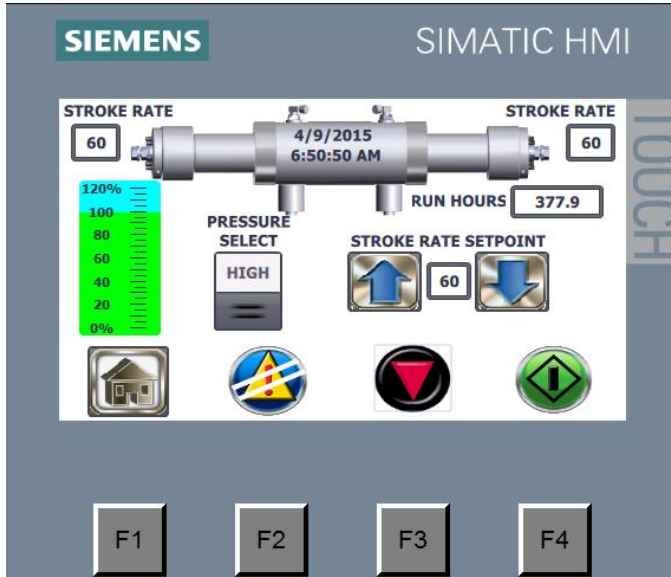 SIEMENS
SIMATIC HMI
TOUCH
STROKE RATE
60
4/9/2015
6:50:50 AM
STROKE RATE
60
RUN HOURS
377.9
120%
100
80
60
40
20
0%
PRESSURE
SELECT
HIGH
STROKE RATE SETPOINT
60
F1
F2
F3
F4